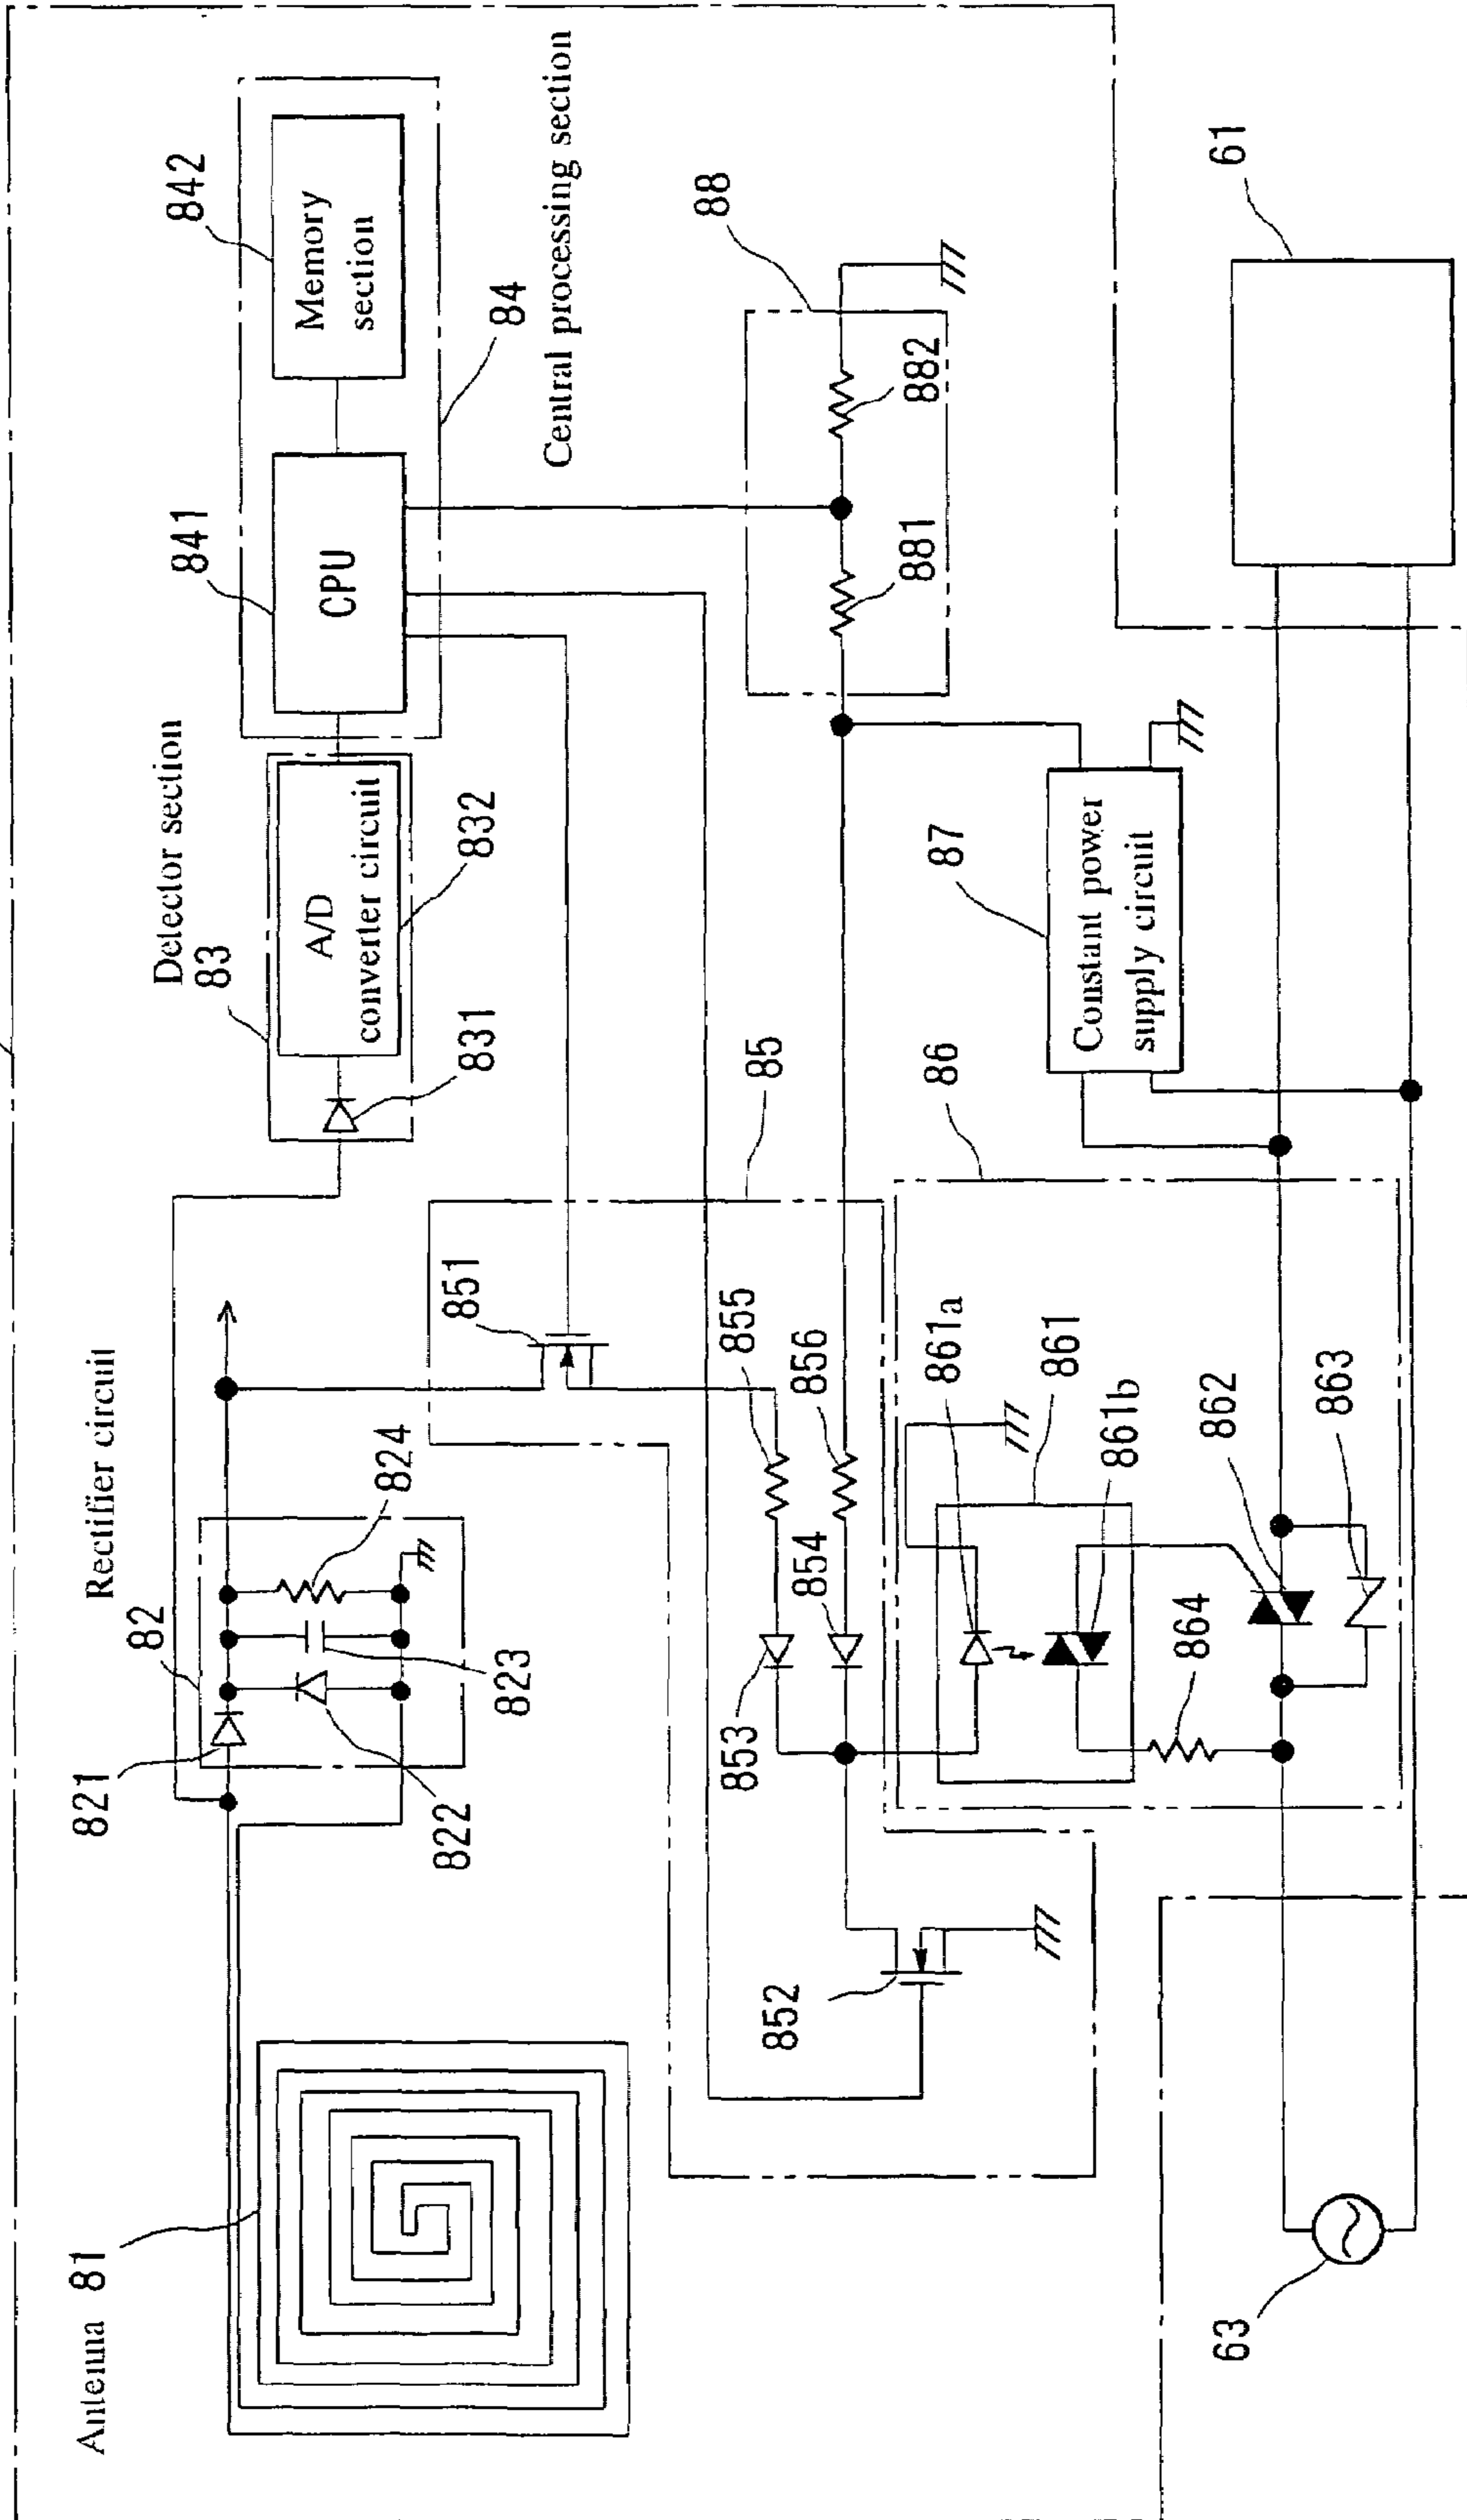 Antenna 81
821
82
Rectifier circuit
822
823
824
Detector section
83
A/D
converter circuit
831
832
841
CPU
842
Memory
section
84
Central processing section
851
85
852
853
854
855
856
86
861a
861
861b
862
863
864
87
Constant power
supply circuit
88
881
882
63
61